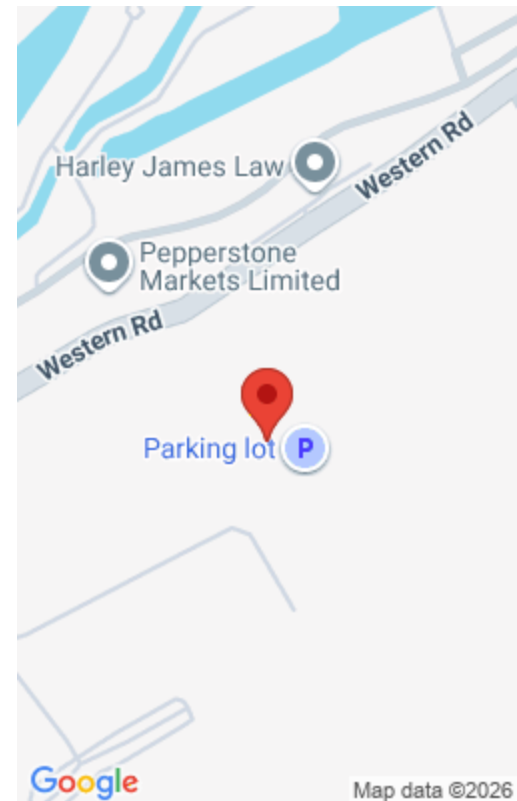 Harley James Law
Western Rd
Pepperstone
Markets Limited
Western Rd
Parking lot
P
Google
Map data ©2026